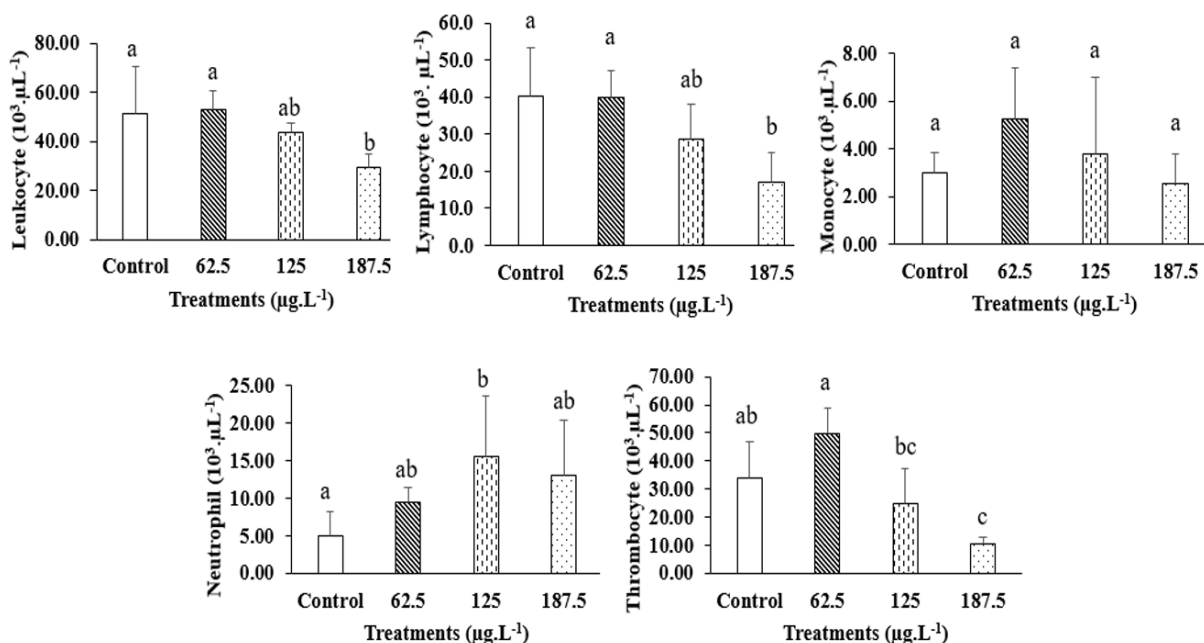 Leukocyte (10³.µL⁻¹)
80.00
60.00
40.00
20.00
0.00
a
a
ab
b
Control 62.5 125 187.5
Treatments (µg.L⁻¹)
Lymphocyte (10³. µL⁻¹)
60.0
50.0
40.0
30.0
20.0
10.0
0.0
a
a
ab
b
Control 62.5 125 187.5
Treatments (µg.L⁻¹)
Monocyte (10³.µL⁻¹)
8.00
6.00
4.00
2.00
0.00
a
a
a
a
Control 62.5 125 187.5
Treatments (µg.L⁻¹)
Neutrophil (10³.µL⁻¹)
25.00
20.00
15.00
10.00
5.00
0.00
a
ab
b
ab
Control 62.5 125 187.5
Treatments (µg.L⁻¹)
Thrombocyte (10³.µL⁻¹)
70.00
60.00
50.00
40.00
30.00
20.00
10.00
0.00
ab
a
bc
c
Control 62.5 125 187.5
Treatments (µg.L⁻¹)